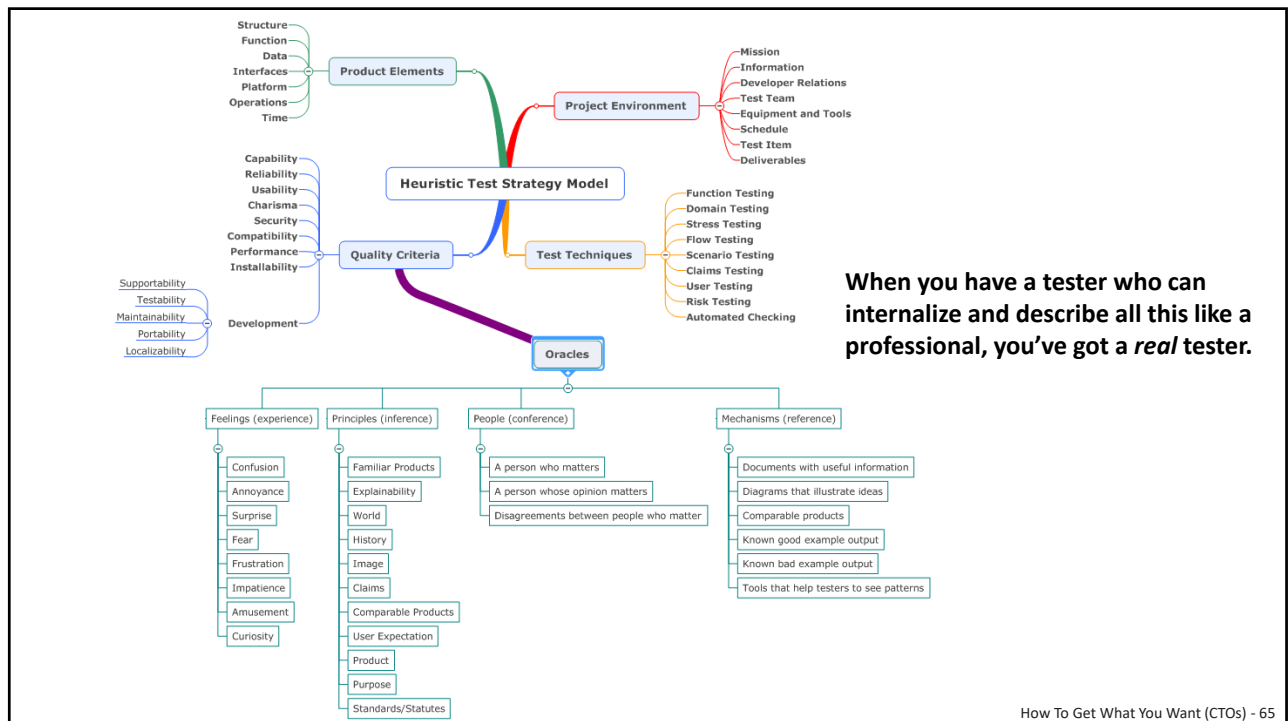 Structure
Function
Data
Interfaces
Platform
Operations
Time
Product Elements
Project Environment
Mission
Information
Developer Relations
Test Team
Equipment and Tools
Schedule
Test Item
Deliverables
Heuristic Test Strategy Model
Capability
Reliability
Usability
Charisma
Security
Compatibility
Performance
Installability
Development
Supportability
Testability
Maintainability
Portability
Localizability
Quality Criteria
Test Techniques
Function Testing
Domain Testing
Stress Testing
Flow Testing
Scenario Testing
Claims Testing
User Testing
Risk Testing
Automated Checking
When you have a tester who can
internalize and describe all this like a
professional, you’ve got a real tester.
Oracles
Feelings (experience)
Confusion
Annoyance
Surprise
Fear
Frustration
Impatience
Amusement
Curiosity
Principles (inference)
Familiar Products
Explainability
World
History
Image
Claims
Comparable Products
User Expectation
Product
Purpose
Standards/Statutes
People (conference)
A person who matters
A person whose opinion matters
Disagreements between people who matter
Mechanisms (reference)
Documents with useful information
Diagrams that illustrate ideas
Comparable products
Known good example output
Known bad example output
Tools that help testers to see patterns
How To Get What You Want (CTOs) - 65